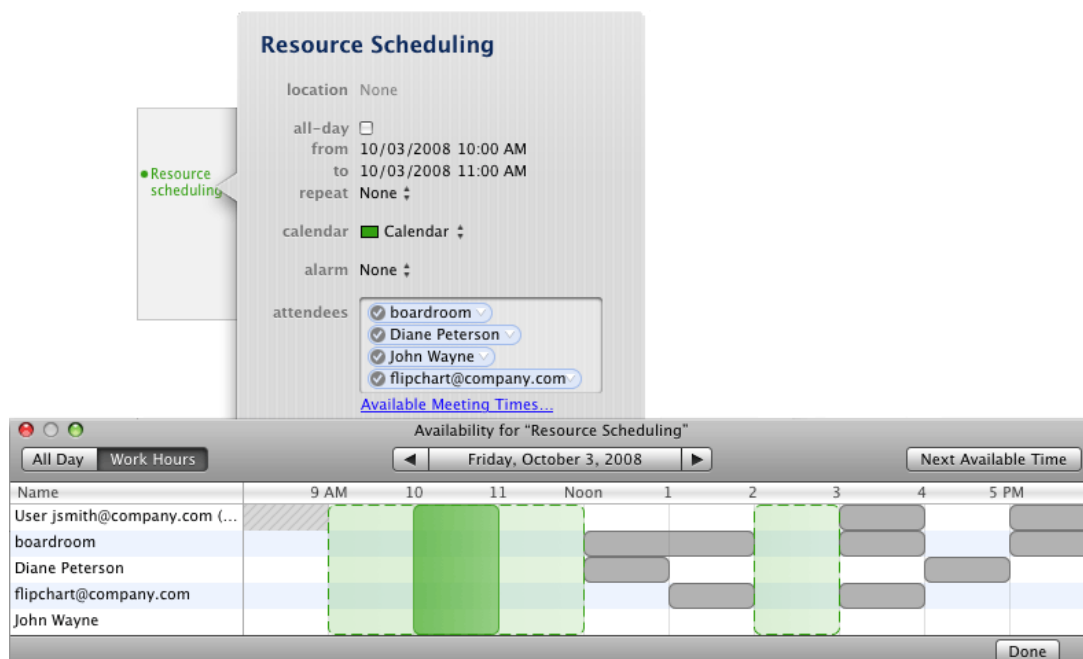 Resource Scheduling
location None
all-day
from 10/03/2008 10:00 AM
to 10/03/2008 11:00 AM
repeat None
Resource
scheduling
calendar Calendar
alarm None
attendees boardroom
Diane Peterson
John Wayne
flipchart@company.com
Available Meeting Times...
Availability for "Resource Scheduling"
All Day Work Hours Friday, October 3, 2008 Next Available Time
Name 9 AM 10 11 Noon 1 2 3 4 5 PM
User jsmith@company.com (...
boardroom
Diane Peterson
flipchart@company.com
John Wayne
Done